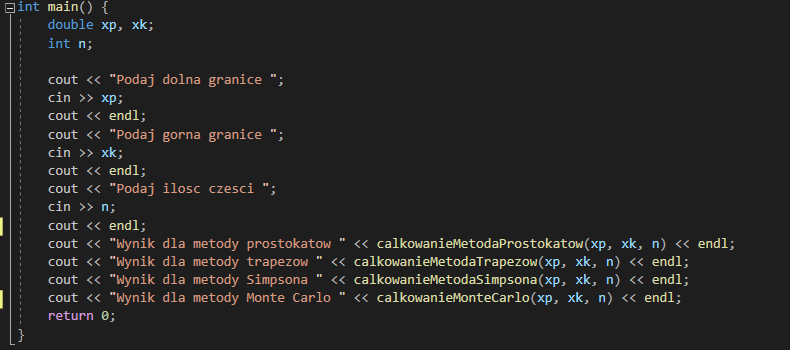 int main() {
    double xp, xk;
    int n;

    cout << "Podaj dolna granice ";
    cin >> xp;
    cout << endl;
    cout << "Podaj gorna granice ";
    cin >> xk;
    cout << endl;
    cout << "Podaj ilosc czesci ";
    cin >> n;
    cout << endl;
    cout << "Wynik dla metody prostokatow " << calkowanieMetodaProstokatow(xp, xk, n) << endl;
    cout << "Wynik dla metody trapezow " << calkowanieMetodaTrapezow(xp, xk, n) << endl;
    cout << "Wynik dla metody Simpsona " << calkowanieMetodaSimpsona(xp, xk, n) << endl;
    cout << "Wynik dla metody Monte Carlo " << calkowanieMonteCarlo(xp, xk, n) << endl;
    return 0;
}